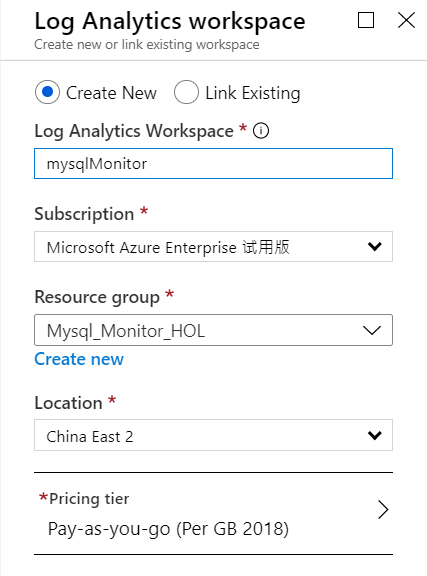 Log Analytics workspace
Create new or link existing workspace
Create New Link Existing
Log Analytics Workspace *
mysqlMonitor
Subscription *
Microsoft Azure Enterprise 试用版
Resource group *
Mysql_Monitor_HOL
Create new
Location *
China East 2
*Pricing tier
Pay-as-you-go (Per GB 2018)